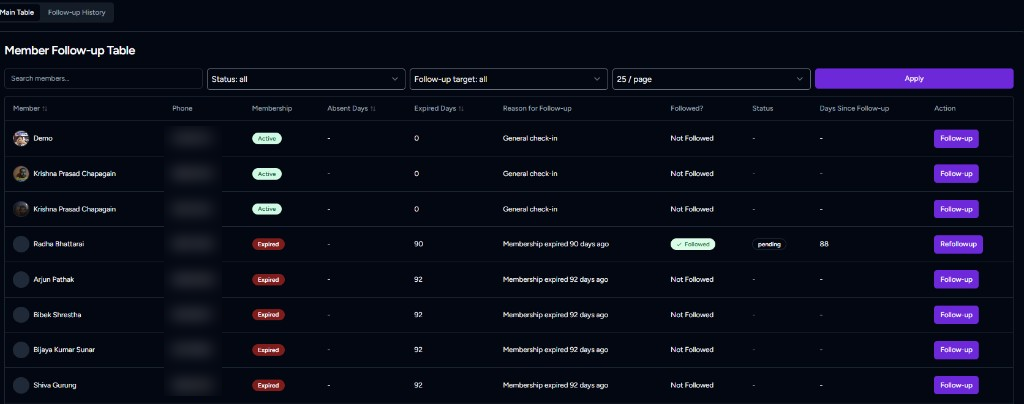 Main Table Follow-up History
Member Follow-up Table
Search members... Status: all Follow-up target: all 25 / page Apply
Member Phone Membership Absent Days Expired Days Reason for Follow-up Followed? Status Days Since Follow-up Action
Demo Active - 0 General check-in Not Followed - - Follow-up
Krishna Prasad Chapagain Active - 0 General check-in Not Followed - - Follow-up
Krishna Prasad Chapagain Active - 0 General check-in Not Followed - - Follow-up
Radha Bhattarai Expired - 90 Membership expired 90 days ago Followed pending 88 Refollowup
Arjun Pathak Expired - 92 Membership expired 92 days ago Not Followed - - Follow-up
Bibek Shrestha Expired - 92 Membership expired 92 days ago Not Followed - - Follow-up
Bijaya Kumar Sunar Expired - 92 Membership expired 92 days ago Not Followed - - Follow-up
Shiva Gurung Expired - 92 Membership expired 92 days ago Not Followed - - Follow-up